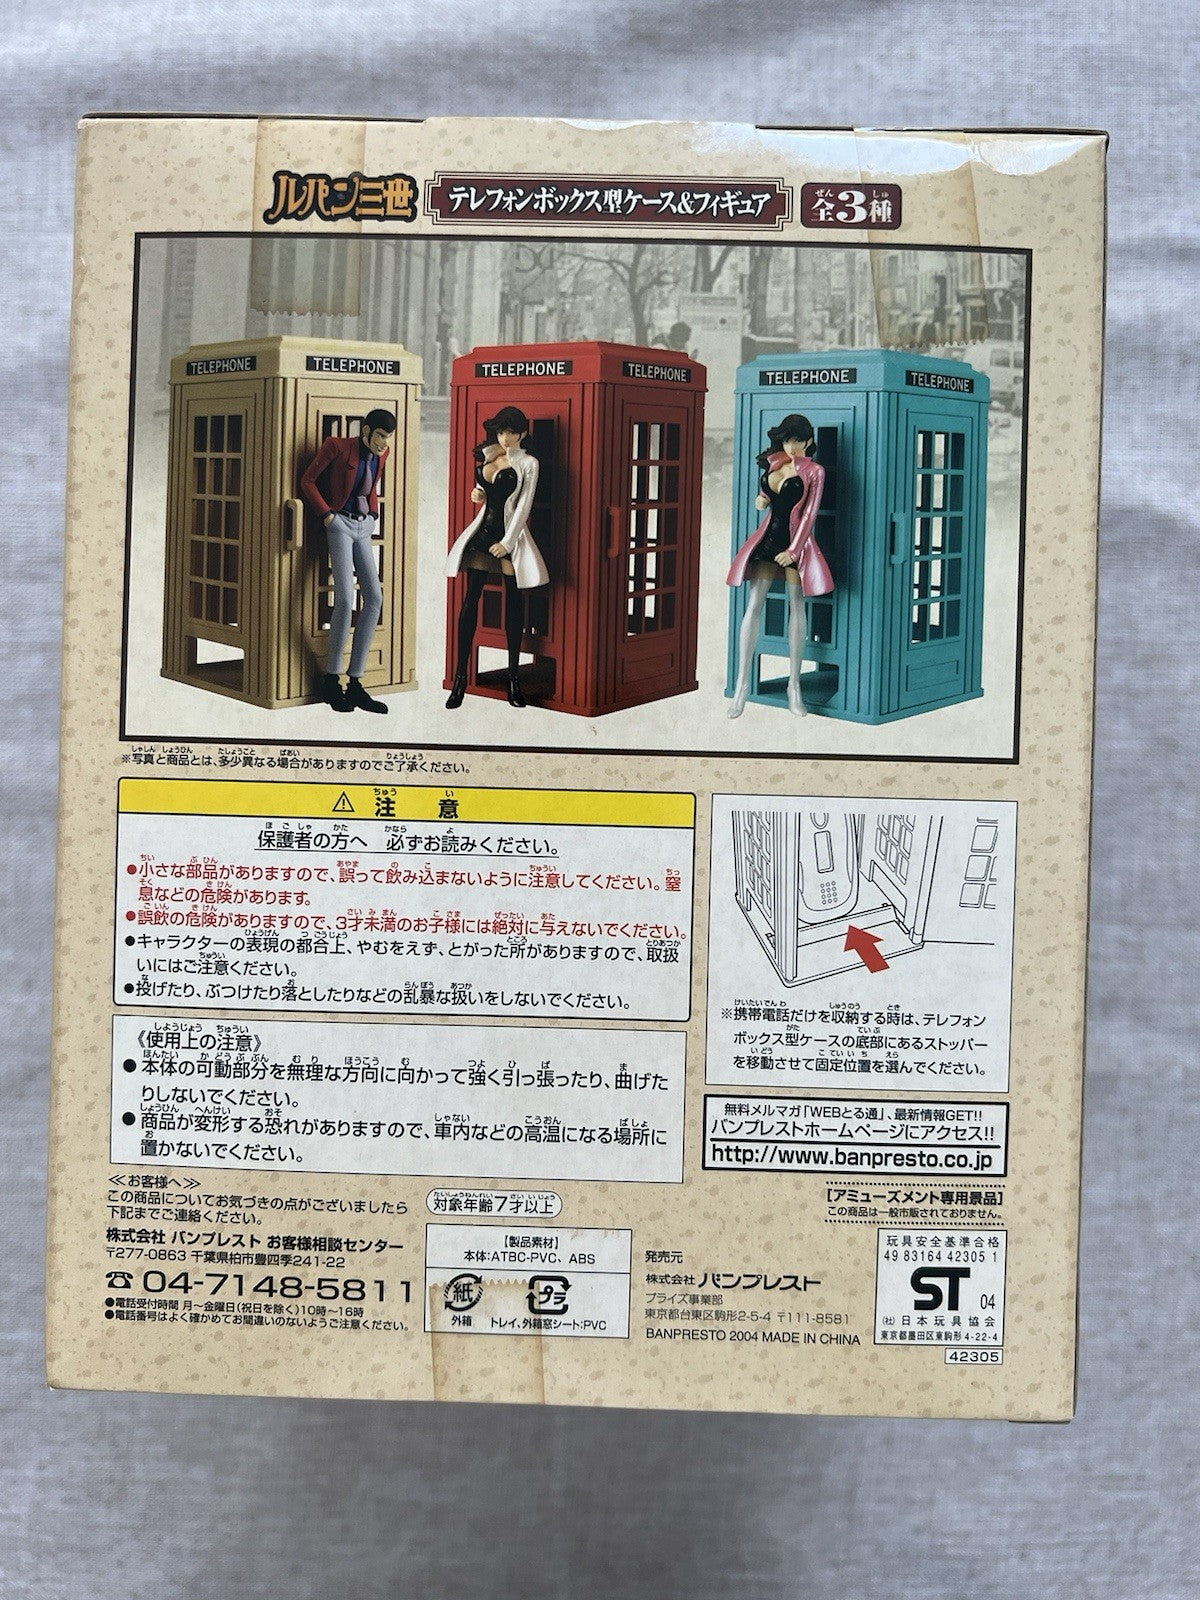 ルパン三世 テレフォンボックス型ケース&フィギュア 全3種
TELEPHONE TELEPHONE
TELEPHONE TELEPHONE
TELEPHONE TELEPHONE
※写真と商品とは、多少異なる場合がありますのでご了承ください。
⚠ 注 意
保護者の方へ 必ずお読みください。
●小さな部品がありますので、誤って飲み込まないように注意してください。窒
息などの危険があります。
●誤飲の危険がありますので、3才未満のお子様には絶対に与えないでください。
●キャラクターの表現の都合上、やむをえず、とがった所がありますので、取扱
いにはご注意ください。
●投げたり、ぶつけたり落としたりなどの乱暴な扱いをしないでください。
《使用上の注意》
●本体の可動部分を無理な方向に向かって強く引っ張ったり、曲げた
りしないでください。
●商品が変形する恐れがありますので、車内などの高温になる場所に
置かないでください。
※携帯電話だけを収納する時は、テレフォン
ボックス型ケースの底部にあるストッパー
を移動させて固定位置を選んでください。
無料メルマガ「WEBとる通」、最新情報GET!!
バンプレストホームページにアクセス!!
http://www.banpresto.co.jp
≪お客様へ≫
この商品についてお気づきの点がございましたら
下記までご連絡ください。
株式会社 バンプレスト お客様相談センター
〒277-0863 千葉県柏市豊四季241-22
☎ 04-7148-5811
●電話受付時間 月〜金曜日(祝日を除く)10時〜16時
●電話番号はよく確かめてお間違いのないようご注意ください。
対象年齢7才以上
【製品素材】
本体:ATBC-PVC、ABS
紙 プラ
外箱 トレイ、外箱窓シート:PVC
発売元
株式会社 バンプレスト
プライズ事業部
東京都台東区駒形2-5-4 〒111-8581
BANPRESTO 2004 MADE IN CHINA
【アミューズメント専用景品】
この商品は一般市販されておりません。
玩具安全基準合格
49 83164 42305 1
ST 04
(社)日本玩具協会
東京都墨田区東駒形 4-22-4
42305